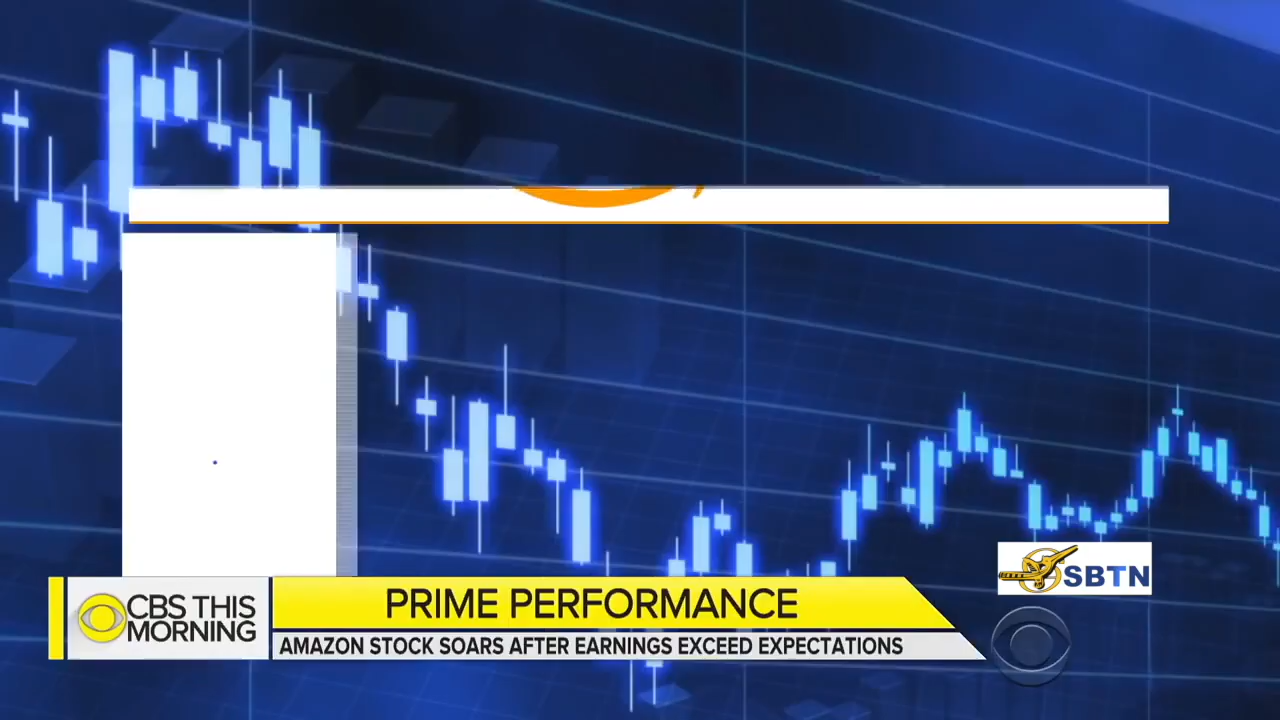 SBTN
CBS THIS
MORNING
PRIME PERFORMANCE
AMAZON STOCK SOARS AFTER EARNINGS EXCEED EXPECTATIONS